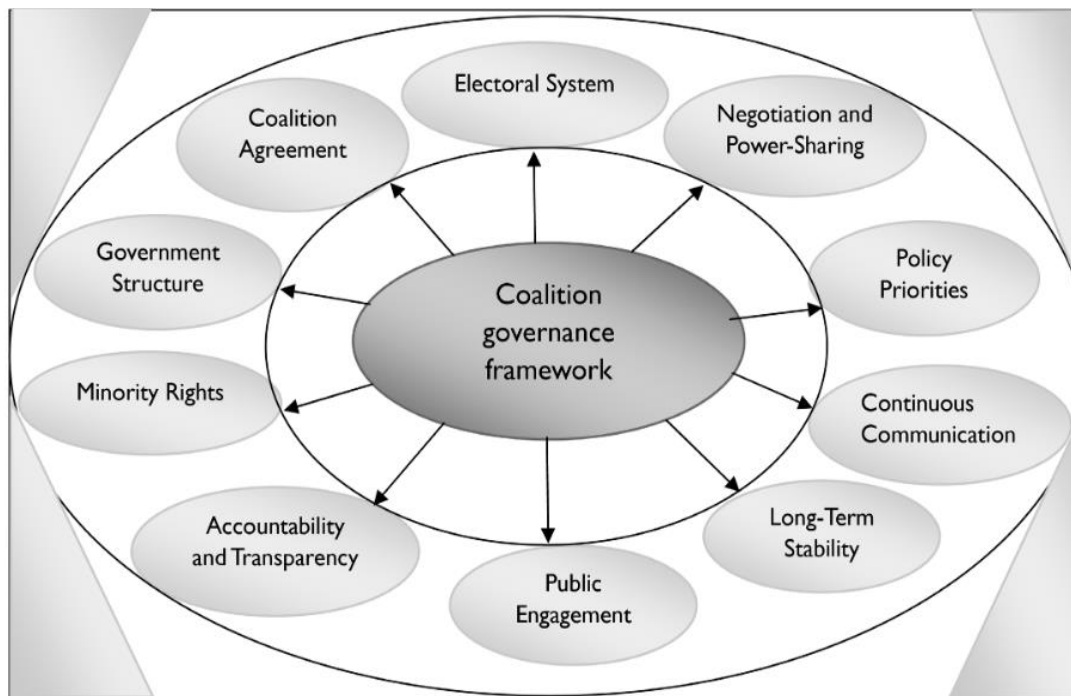 Electoral System
Coalition
Agreement
Negotiation and
Power-Sharing
Government
Structure
Coalition
governance
framework
Policy
Priorities
Minority Rights
Continuous
Communication
Accountability
and Transparency
Long-Term
Stability
Public
Engagement